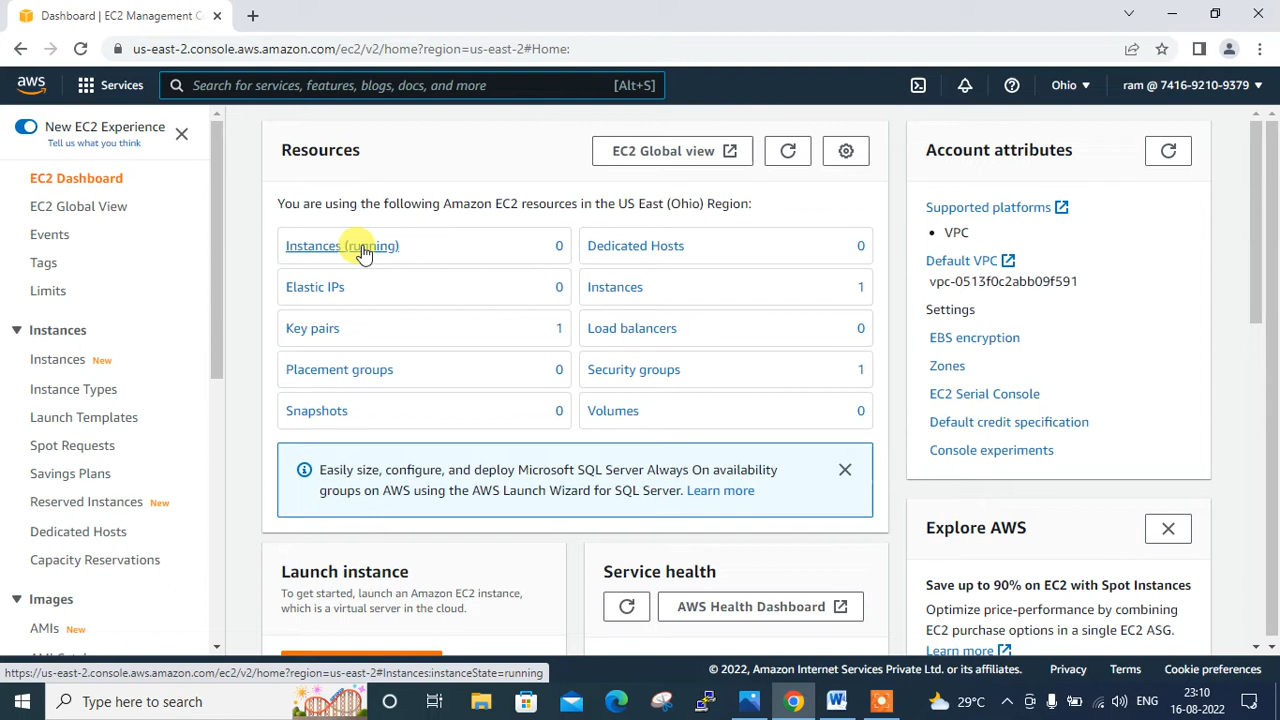 Dashboard | EC2 Management C
us-east-2.console.aws.amazon.com/ec2/v2/home?region=us-east-2#Home:
aws
Services
Search for services, features, blogs, docs, and more
[Alt+S]
Ohio
ram @ 7416-9210-9379
New EC2 Experience
Tell us what you think
EC2 Dashboard
EC2 Global View
Events
Tags
Limits
Instances
Instances New
Instance Types
Launch Templates
Spot Requests
Savings Plans
Reserved Instances New
Dedicated Hosts
Capacity Reservations
Images
AMIs New
Resources
EC2 Global view
You are using the following Amazon EC2 resources in the US East (Ohio) Region:
Instances (running) 0
Dedicated Hosts 0
Elastic IPs 0
Instances 1
Key pairs 1
Load balancers 0
Placement groups 0
Security groups 1
Snapshots 0
Volumes 0
Easily size, configure, and deploy Microsoft SQL Server Always On availability
groups on AWS using the AWS Launch Wizard for SQL Server. Learn more
Launch instance
To get started, launch an Amazon EC2 instance,
which is a virtual server in the cloud.
Service health
AWS Health Dashboard
Account attributes
Supported platforms
• VPC
Default VPC
vpc-0513f0c2abb09f591
Settings
EBS encryption
Zones
EC2 Serial Console
Default credit specification
Console experiments
Explore AWS
Save up to 90% on EC2 with Spot Instances
Optimize price-performance by combining
EC2 purchase options in a single EC2 ASG.
Learn more
https://us-east-2.console.aws.amazon.com/ec2/v2/home?region=us-east-2#Instances:instanceState=running
© 2022, Amazon Internet Services Private Ltd. or its affiliates.
Privacy
Terms
Cookie preferences
Type here to search
29°C
ENG
23:10
16-08-2022